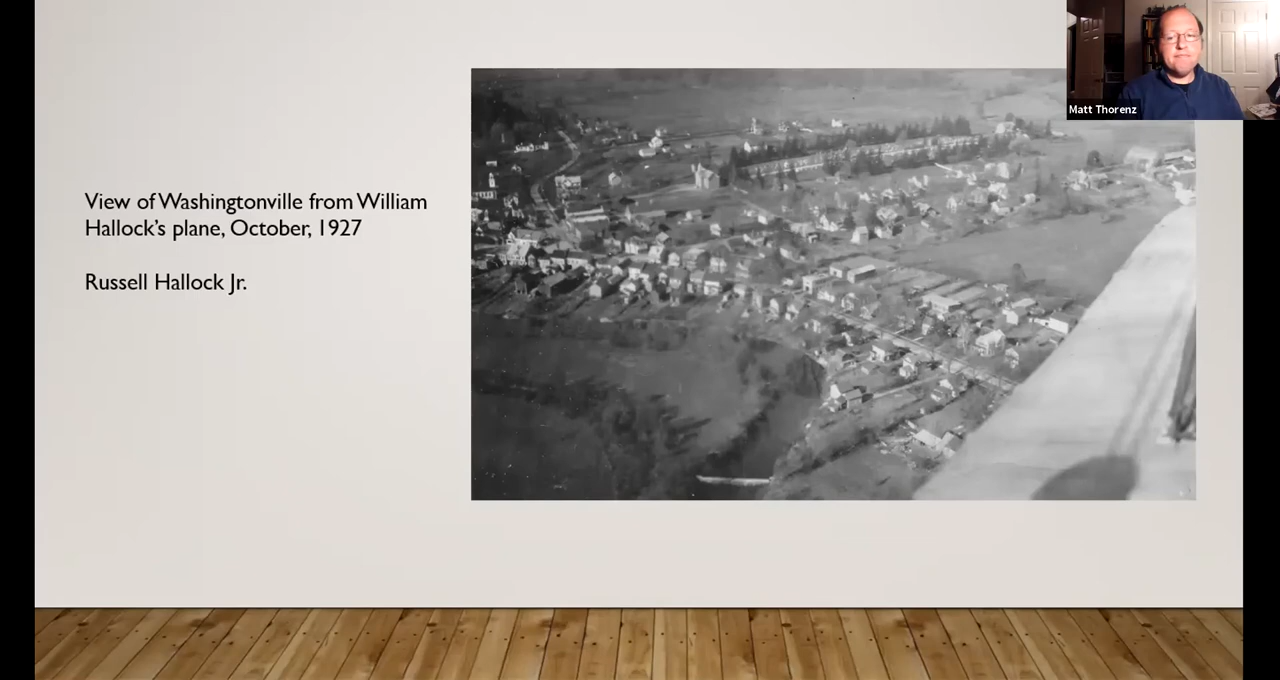 View of Washingtonville from William
Hallock's plane, October, 1927
Russell Hallock Jr.
Matt Thorenz